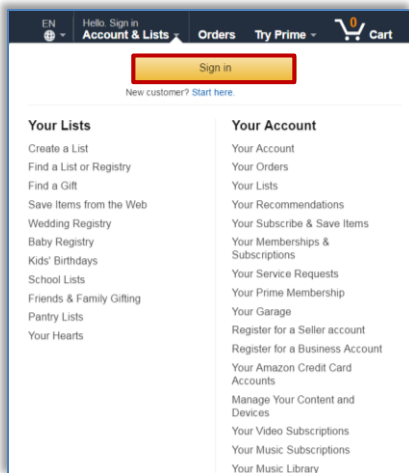 EN
Hello. Sign in
Account & Lists
Orders
Try Prime
0
Cart
Sign in
New customer? Start here.
Your Lists
Create a List
Find a List or Registry
Find a Gift
Save Items from the Web
Wedding Registry
Baby Registry
Kids' Birthdays
School Lists
Friends & Family Gifting
Pantry Lists
Your Hearts
Your Account
Your Account
Your Orders
Your Lists
Your Recommendations
Your Subscribe & Save Items
Your Memberships &
Subscriptions
Your Service Requests
Your Prime Membership
Your Garage
Register for a Seller account
Register for a Business Account
Your Amazon Credit Card
Accounts
Manage Your Content and
Devices
Your Video Subscriptions
Your Music Subscriptions
Your Music Library